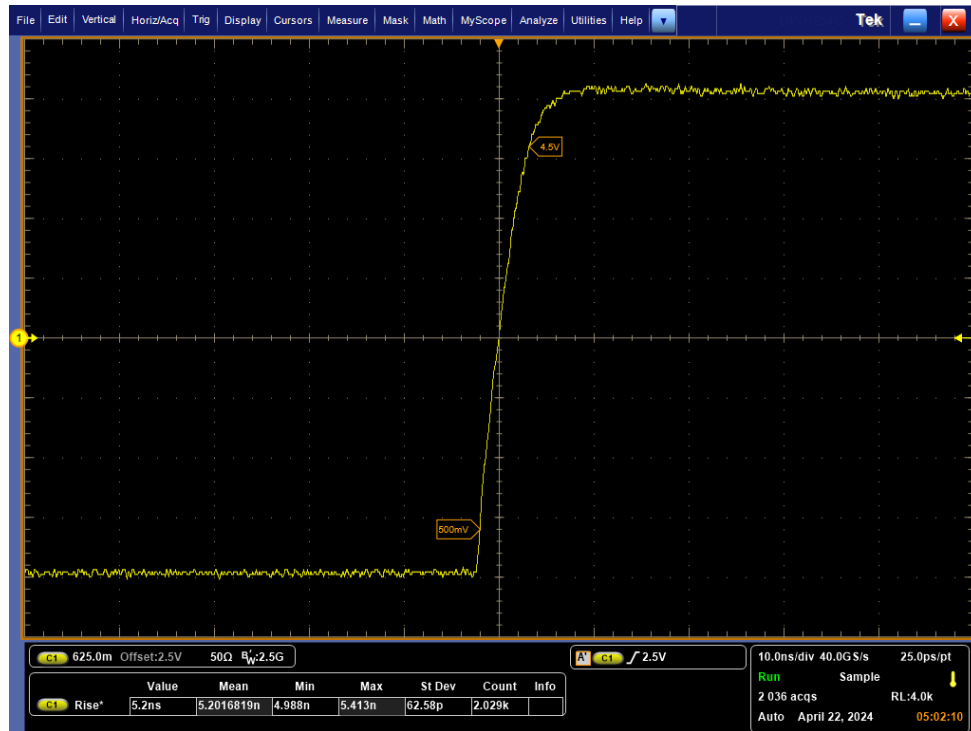 File Edit Vertical Horiz/Acq Trig Display Cursors Measure Mask Math MyScope Analyze Utilities Help Tek X
4.5V
1
500mV
C1 625.0m Offset:2.5V 50Ω BW:2.5G
A' C1 2.5V
10.0ns/div 40.0GS/s 25.0ps/pt
Run Sample
2 036 acqs RL:4.0k
Auto April 22, 2024 05:02:10
Value Mean Min Max St Dev Count Info
C1 Rise* 5.2ns 5.2016819n 4.988n 5.413n 62.58p 2.029k